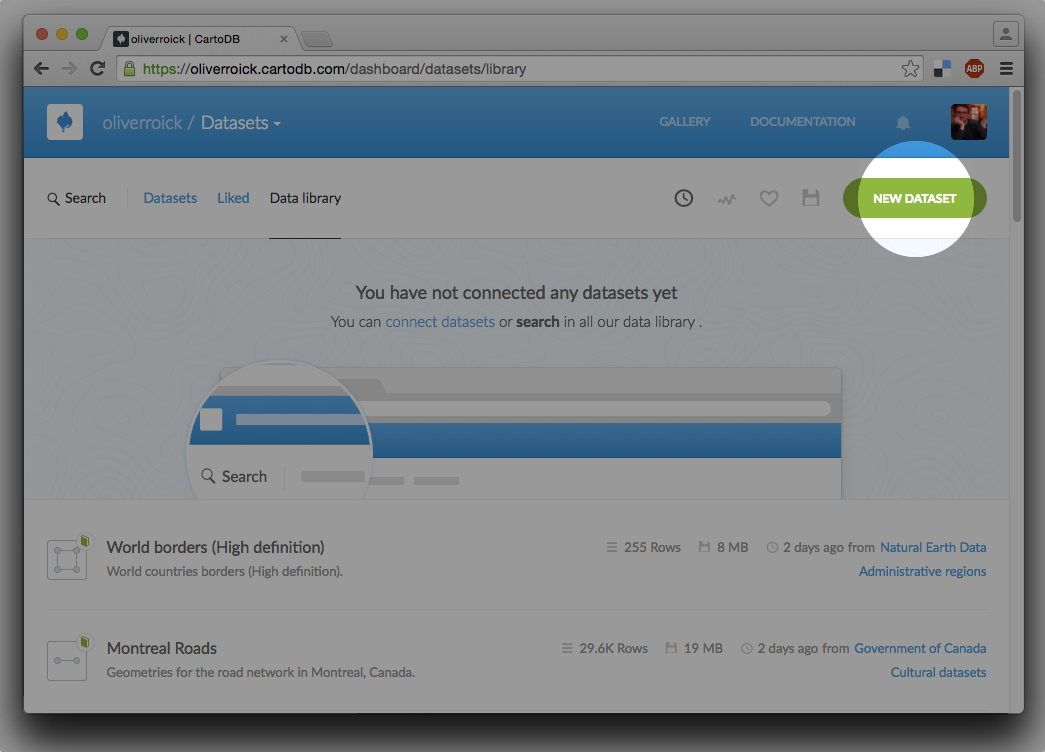 oliverroick | CartoDB
https://oliverroick.cartodb.com/dashboard/datasets/library
ABP
oliverroick / Datasets
GALLERY
DOCUMENTATION
Search
Datasets
Liked
Data library
NEW DATASET
You have not connected any datasets yet
You can connect datasets or search in all our data library .
Search
World borders (High definition)
255 Rows
8 MB
2 days ago from Natural Earth Data
World countries borders (High definition).
Administrative regions
Montreal Roads
29.6K Rows
19 MB
2 days ago from Government of Canada
Geometries for the road network in Montreal, Canada.
Cultural datasets